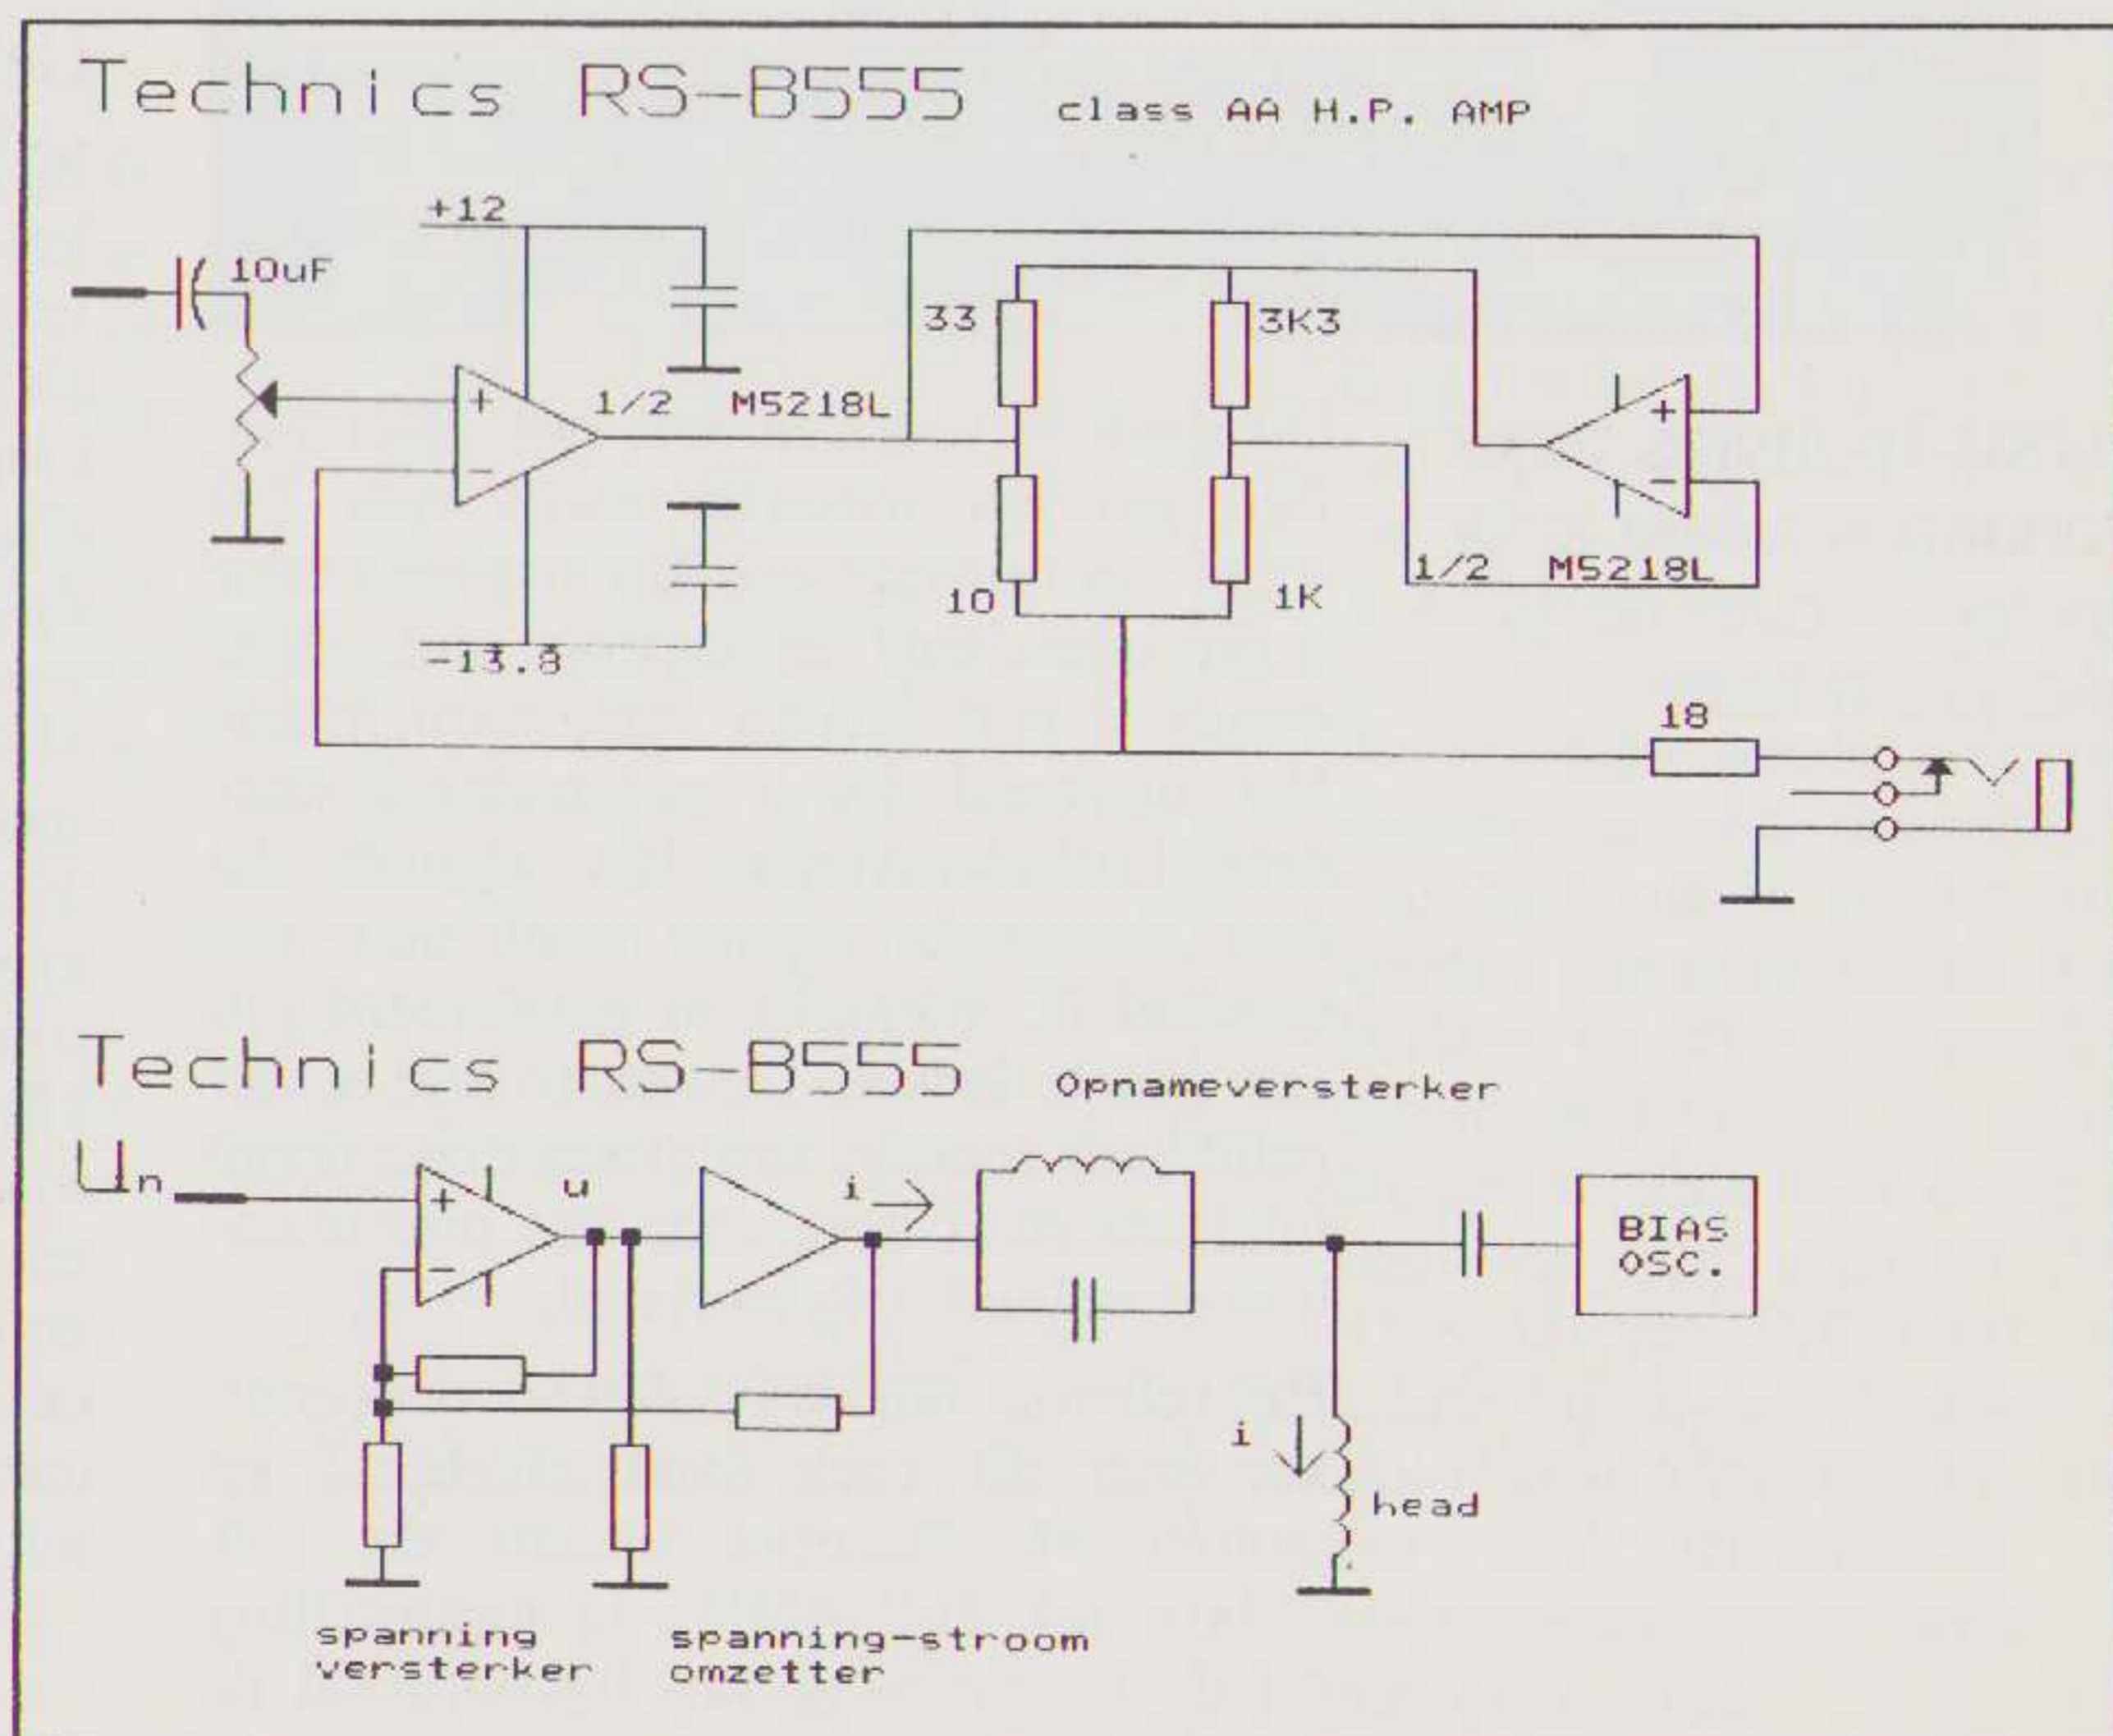 Technics RS-B555 class AA H.P. AMP
+12
10uF
33
3K3
+
1/2 M5218L
+
-
-
1/2 M5218L
10
1K
-13.8
18
Technics RS-B555 Opnameversterker
Un
+
u
i
BIAS
OSC.
-
i
head
spanning
versterker
spanning-stroom
omzetter